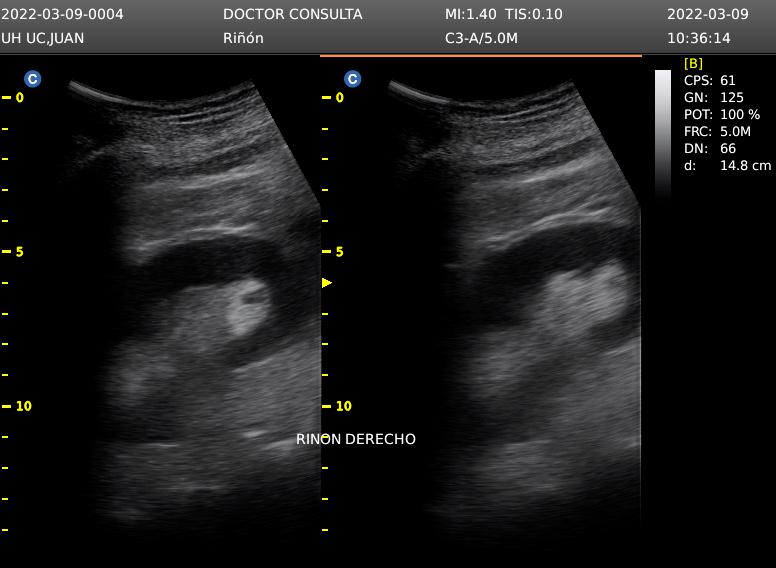 2022-03-09-0004 DOCTOR CONSULTA MI:1.40 TIS:0.10 2022-03-09
UH UC,JUAN Riñón C3-A/5.0M 10:36:14
C C
[B]
CPS: 61
GN: 125
POT: 100 %
FRC: 5.0M
DN: 66
d: 14.8 cm
0 0
5 5
10 10
RINON DERECHO